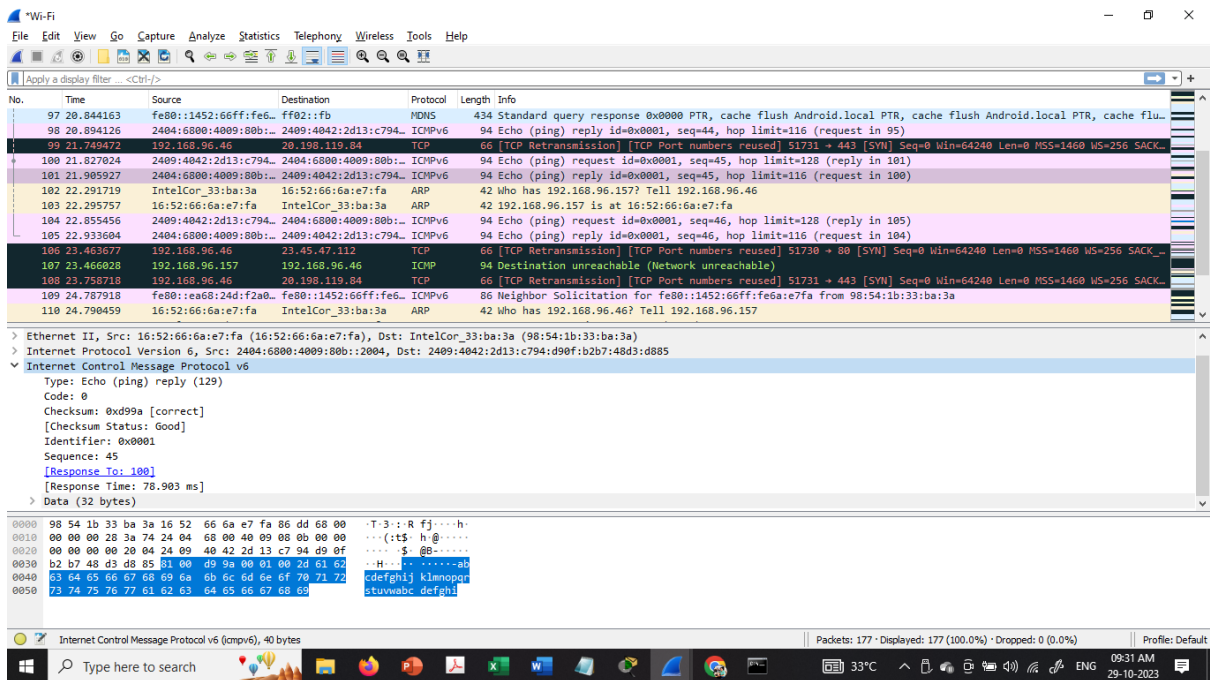 *Wi-Fi
File Edit View Go Capture Analyze Statistics Telephony Wireless Tools Help
Apply a display filter ... <Ctrl-/>
No. Time Source Destination Protocol Length Info
97 20.844163 fe80::1452:66ff:fe6… ff02::fb MDNS 434 Standard query response 0x0000 PTR, cache flush Android.local PTR, cache flush Android.local PTR, cache flu…
98 20.894126 2404:6800:4009:80b:… 2409:4042:2d13:c794… ICMPv6 94 Echo (ping) reply id=0x0001, seq=44, hop limit=116 (request in 95)
99 21.749472 192.168.96.46 20.198.119.84 TCP 66 [TCP Retransmission] [TCP Port numbers reused] 51731 → 443 [SYN] Seq=0 Win=64240 Len=0 MSS=1460 WS=256 SACK…
100 21.827024 2409:4042:2d13:c794… 2404:6800:4009:80b:… ICMPv6 94 Echo (ping) request id=0x0001, seq=45, hop limit=128 (reply in 101)
101 21.905927 2404:6800:4009:80b:… 2409:4042:2d13:c794… ICMPv6 94 Echo (ping) reply id=0x0001, seq=45, hop limit=116 (request in 100)
102 22.291719 IntelCor_33:ba:3a 16:52:66:6a:e7:fa ARP 42 Who has 192.168.96.157? Tell 192.168.96.46
103 22.295757 16:52:66:6a:e7:fa IntelCor_33:ba:3a ARP 42 192.168.96.157 is at 16:52:66:6a:e7:fa
104 22.855456 2409:4042:2d13:c794… 2404:6800:4009:80b:… ICMPv6 94 Echo (ping) request id=0x0001, seq=46, hop limit=128 (reply in 105)
105 22.933604 2404:6800:4009:80b:… 2409:4042:2d13:c794… ICMPv6 94 Echo (ping) reply id=0x0001, seq=46, hop limit=116 (request in 104)
106 23.463677 192.168.96.46 23.45.47.112 TCP 66 [TCP Retransmission] [TCP Port numbers reused] 51730 → 80 [SYN] Seq=0 Win=64240 Len=0 MSS=1460 WS=256 SACK_…
107 23.466028 192.168.96.157 192.168.96.46 ICMP 94 Destination unreachable (Network unreachable)
108 23.758718 192.168.96.46 20.198.119.84 TCP 66 [TCP Retransmission] [TCP Port numbers reused] 51731 → 443 [SYN] Seq=0 Win=64240 Len=0 MSS=1460 WS=256 SACK…
109 24.787918 fe80::ea68:24d:f2a0… fe80::1452:66ff:fe6… ICMPv6 86 Neighbor Solicitation for fe80::1452:66ff:fe6a:e7fa from 98:54:1b:33:ba:3a
110 24.790459 16:52:66:6a:e7:fa IntelCor_33:ba:3a ARP 42 Who has 192.168.96.46? Tell 192.168.96.157
Ethernet II, Src: 16:52:66:6a:e7:fa (16:52:66:6a:e7:fa), Dst: IntelCor_33:ba:3a (98:54:1b:33:ba:3a)
Internet Protocol Version 6, Src: 2404:6800:4009:80b::2004, Dst: 2409:4042:2d13:c794:d90f:b2b7:48d3:d885
Internet Control Message Protocol v6
Type: Echo (ping) reply (129)
Code: 0
Checksum: 0xd99a [correct]
[Checksum Status: Good]
Identifier: 0x0001
Sequence: 45
[Response To: 100]
[Response Time: 78.903 ms]
Data (32 bytes)
0000 98 54 1b 33 ba 3a 16 52 66 6a e7 fa 86 dd 68 00 ·T·3·:·R fj····h·
0010 00 00 00 28 3a 74 24 04 68 00 40 09 08 0b 00 00 ···(:t$· h·@·····
0020 00 00 00 00 20 04 24 09 40 42 2d 13 c7 94 d9 0f ···· ·$· @B-·····
0030 b2 b7 48 d3 d8 85 81 00 d9 9a 00 01 00 2d 61 62 ··H····· ·····-ab
0040 63 64 65 66 67 68 69 6a 6b 6c 6d 6e 6f 70 71 72 cdefghij klmnopqr
0050 73 74 75 76 77 61 62 63 64 65 66 67 68 69 stuvwabc defghi
Internet Control Message Protocol v6 (icmpv6), 40 bytes Packets: 177 · Displayed: 177 (100.0%) · Dropped: 0 (0.0%) Profile: Default
Type here to search 33°C ENG 09:31 AM
29-10-2023